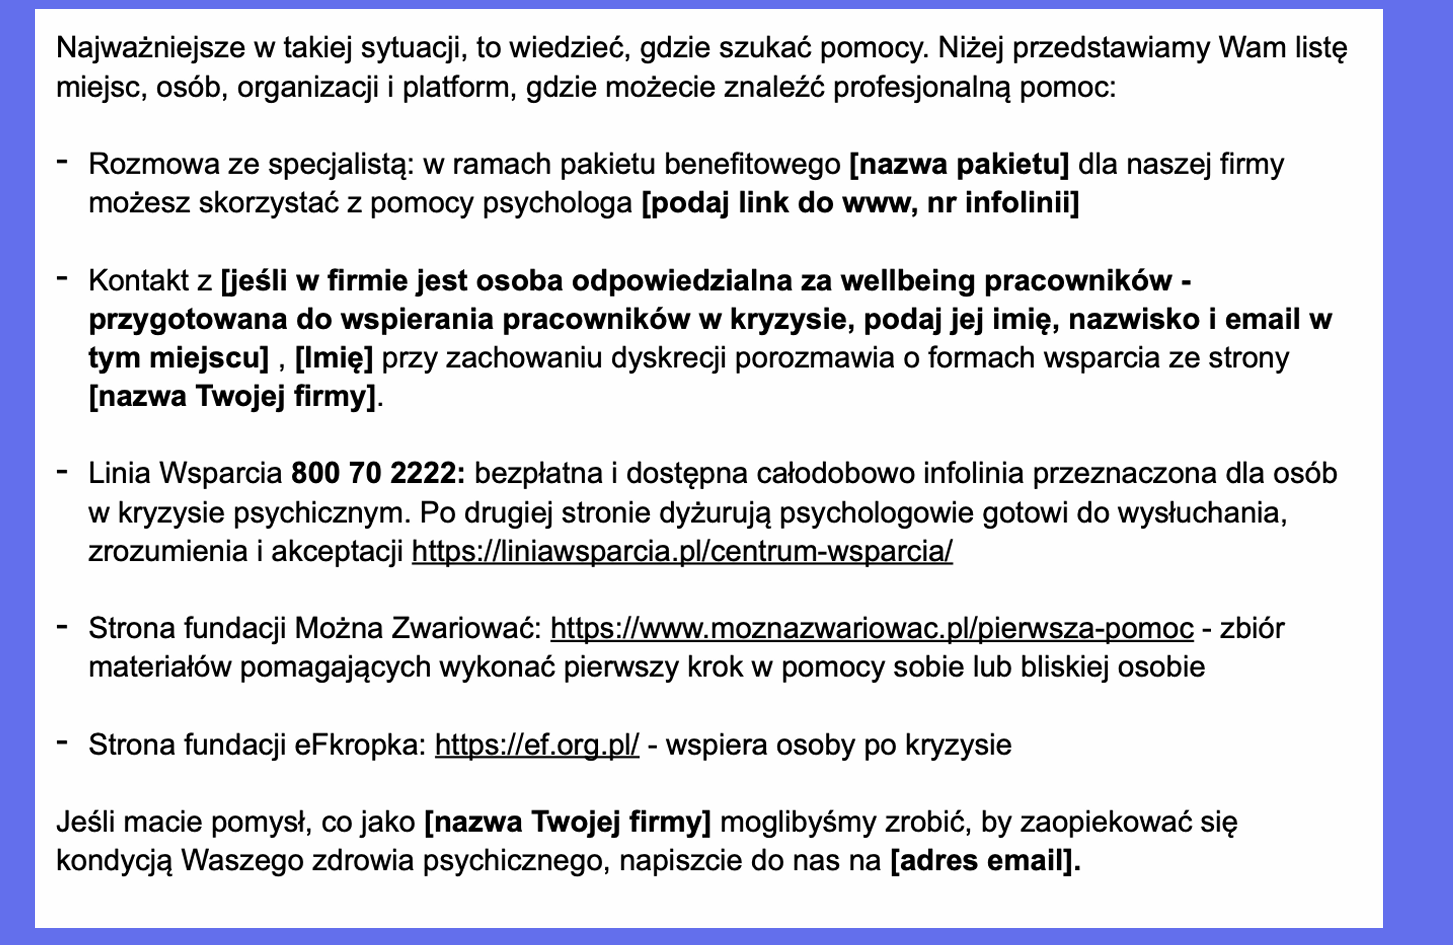 Najważniejsze w takiej sytuacji, to wiedzieć, gdzie szukać pomocy. Niżej przedstawiamy Wam listę
miejsc, osób, organizacji i platform, gdzie możecie znaleźć profesjonalną pomoc:
- Rozmowa ze specjalistą: w ramach pakietu benefitowego [nazwa pakietu] dla naszej firmy
możesz skorzystać z pomocy psychologa [podaj link do www, nr infolinii]
- Kontakt z [jeśli w firmie jest osoba odpowiedzialna za wellbeing pracowników -
przygotowana do wspierania pracowników w kryzysie, podaj jej imię, nazwisko i email w
tym miejscu] , [Imię] przy zachowaniu dyskrecji porozmawia o formach wsparcia ze strony
[nazwa Twojej firmy].
- Linia Wsparcia 800 70 2222: bezpłatna i dostępna całodobowo infolinia przeznaczona dla osób
w kryzysie psychicznym. Po drugiej stronie dyżurują psychologowie gotowi do wysłuchania,
zrozumienia i akceptacji https://liniawsparcia.pl/centrum-wsparcia/
- Strona fundacji Można Zwariować: https://www.moznazwariowac.pl/pierwsza-pomoc - zbiór
materiałów pomagających wykonać pierwszy krok w pomocy sobie lub bliskiej osobie
- Strona fundacji eFkropka: https://ef.org.pl/ - wspiera osoby po kryzysie
Jeśli macie pomysł, co jako [nazwa Twojej firmy] moglibyśmy zrobić, by zaopiekować się
kondycją Waszego zdrowia psychicznego, napiszcie do nas na [adres email].